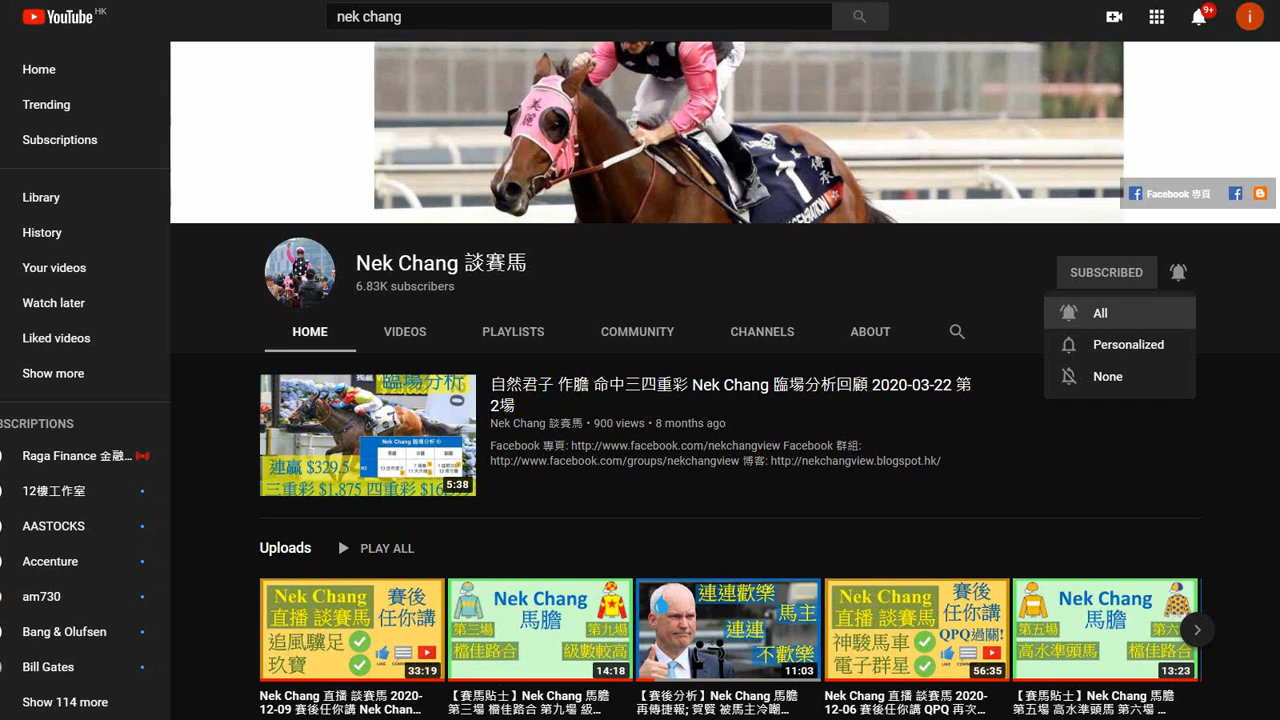 YouTube HK
nek chang
9+
i
Home
Trending
Subscriptions
Library
History
Your videos
Watch later
Liked videos
Show more
SCRIPTIONS
Raga Finance 金融...
12樓工作室
AASTOCKS
Accenture
am730
Bang & Olufsen
Bill Gates
Show 114 more
美麗
1
傳承
Facebook 專頁
Nek Chang 談賽馬
6.83K subscribers
SUBSCRIBED
All
Personalized
None
HOME
VIDEOS
PLAYLISTS
COMMUNITY
CHANNELS
ABOUT
臨場分析
Nek Chang 臨場分析
連贏 $329.5
三重彩 $1,875 四重彩
5:38
自然君子 作膽 命中三四重彩 Nek Chang 臨場分析回顧 2020-03-22 第
2場
Nek Chang 談賽馬 • 900 views • 8 months ago
Facebook 專頁: http://www.facebook.com/nekchangview Facebook 群組:
http://www.facebook.com/groups/nekchangview 博客: http://nekchangview.blogspot.hk/
Uploads
PLAY ALL
Nek Chang
直播 談賽馬
賽後
任你講
追風驥足
玖寶
33:19
Nek Chang
馬膽
第三場
第九場
檔佳路合
級數較高
14:18
連連歡樂
馬主
連連
不歡樂
11:03
Nek Chang
直播 談賽馬
賽後
任你講
QPQ過關!
神駿馬車
電子群星
56:35
Nek Chang
馬膽
第五場
第六
高水準頭馬
檔佳路合
13:23
Nek Chang 直播 談賽馬 2020-
12-09 賽後任你講 Nek Chan...
【賽馬貼士】Nek Chang 馬膽
第三場 檔佳路合 第九場 級...
【賽後分析】Nek Chang 馬膽
再傳捷報; 賀賢 被馬主冷嘲...
Nek Chang 直播 談賽馬 2020-
12-06 賽後任你講 QPQ 再次...
【賽馬貼士】Nek Chang 馬膽
第五場 高水準頭馬 第六場 ...